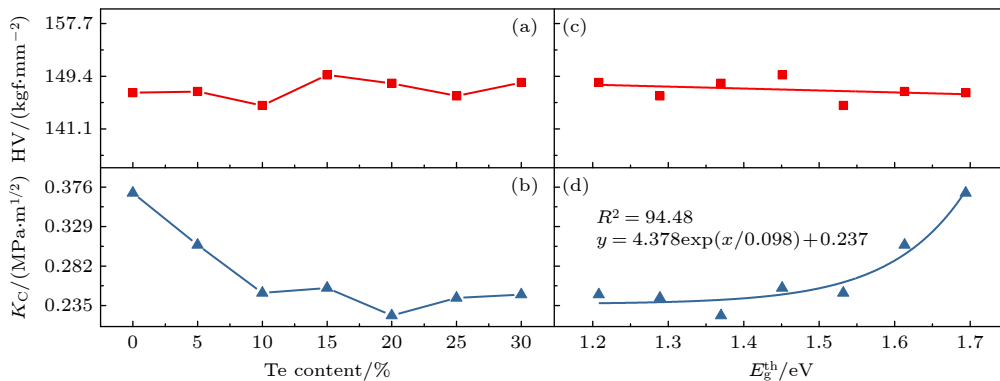 HV/(kgf·mm⁻²)
157.7
149.4
141.1
(a)
(c)
K_C/(MPa·m^{1/2})
0.376
0.329
0.282
0.235
(b)
(d)
R² = 94.48
y = 4.378exp(x/0.098)+0.237
0 5 10 15 20 25 30
1.2 1.3 1.4 1.5 1.6 1.7
Te content/%
E_g^{th}/eV